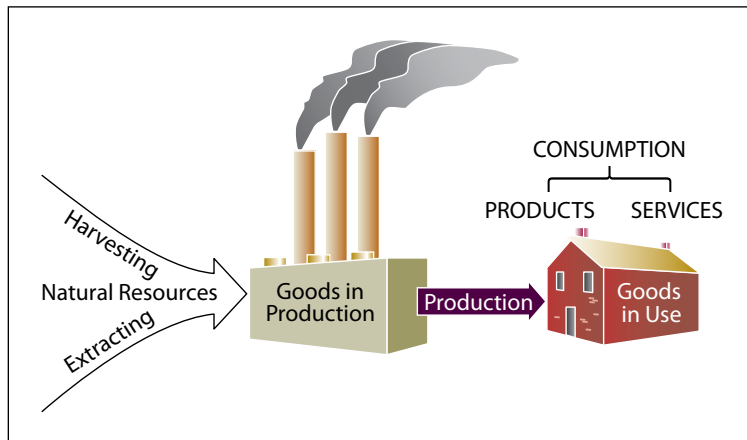 CONSUMPTION
PRODUCTS
SERVICES
Harvesting
Natural Resources
Extracting
Goods in
Production
Production
Goods
in Use